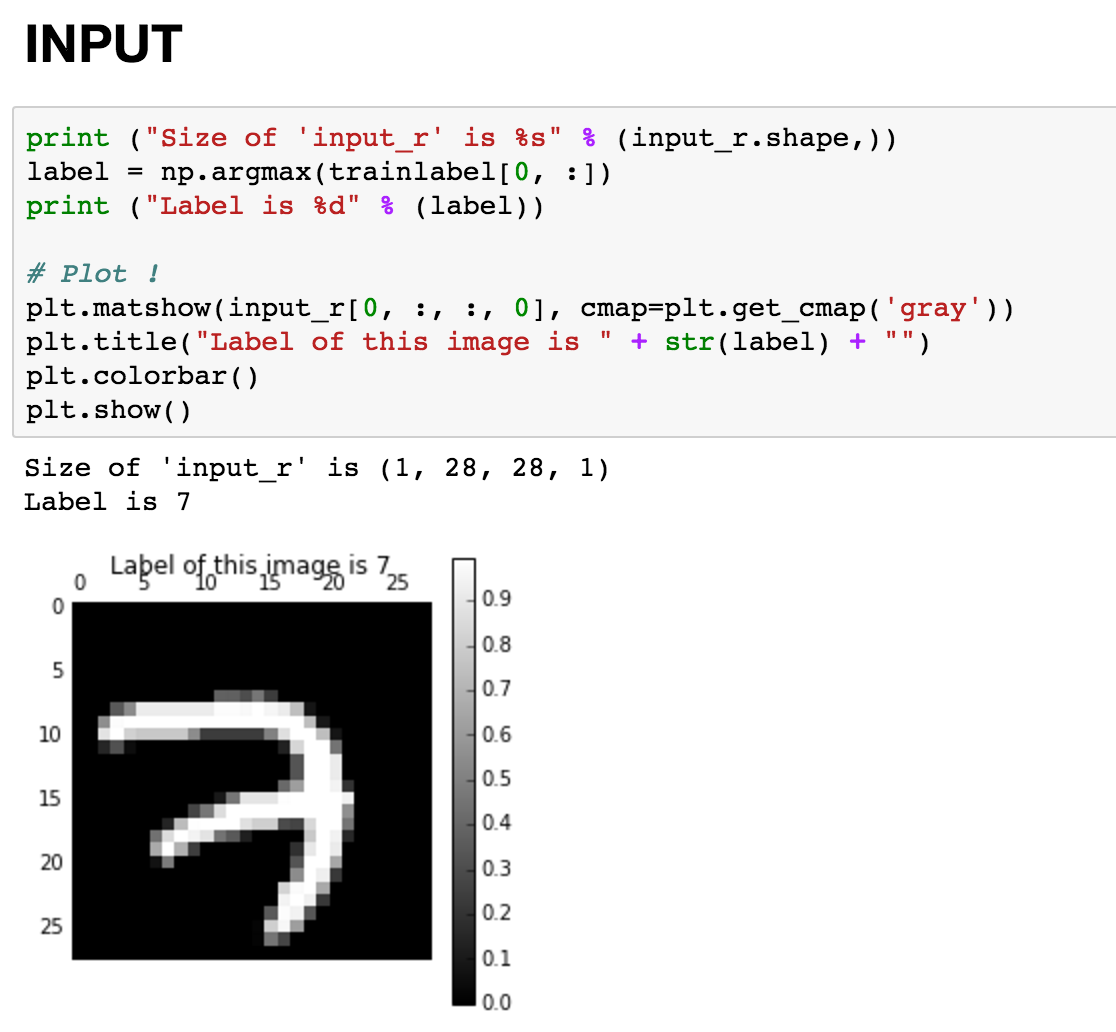 INPUT
print ("Size of 'input_r' is %s" % (input_r.shape,))
label = np.argmax(trainlabel[0, :])
print ("Label is %d" % (label))
# Plot !
plt.matshow(input_r[0, :, :, 0], cmap=plt.get_cmap('gray'))
plt.title("Label of this image is " + str(label) + "")
plt.colorbar()
plt.show()
Size of 'input_r' is (1, 28, 28, 1)
Label is 7
Label of this image is 7
0 5 10 15 20 25
0
5
10
15
20
25
0.9
0.8
0.7
0.6
0.5
0.4
0.3
0.2
0.1
0.0
7